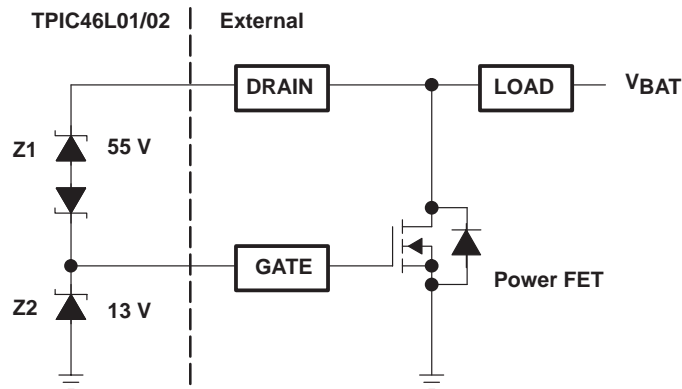 TPIC46L01/02 External
DRAIN LOAD VBAT
Z1 55 V
GATE
Power FET
Z2 13 V